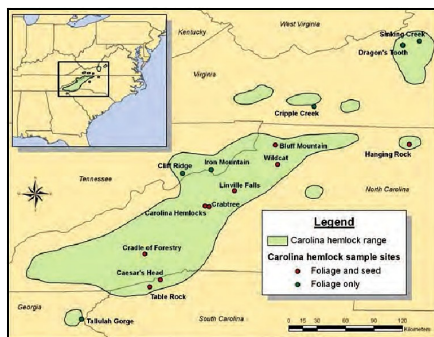 West Virginia
Kentucky
Sinking Creek
Dragon's Tooth
Virginia
Cripple Creek
Bluff Mountain
Hanging Rock
Cliff Ridge
Iron Mountain
Wildcat
Tennessee
Linville Falls
North Carolina
Carolina Hemlocks
Crabtree
Legend
Carolina hemlock range
Carolina hemlock sample sites
Foliage and seed
Foliage only
Cradle of Forestry
Caesar's Head
Table Rock
Georgia
Tallulah Gorge
South Carolina
0 15 30 60 90 120
Kilometers